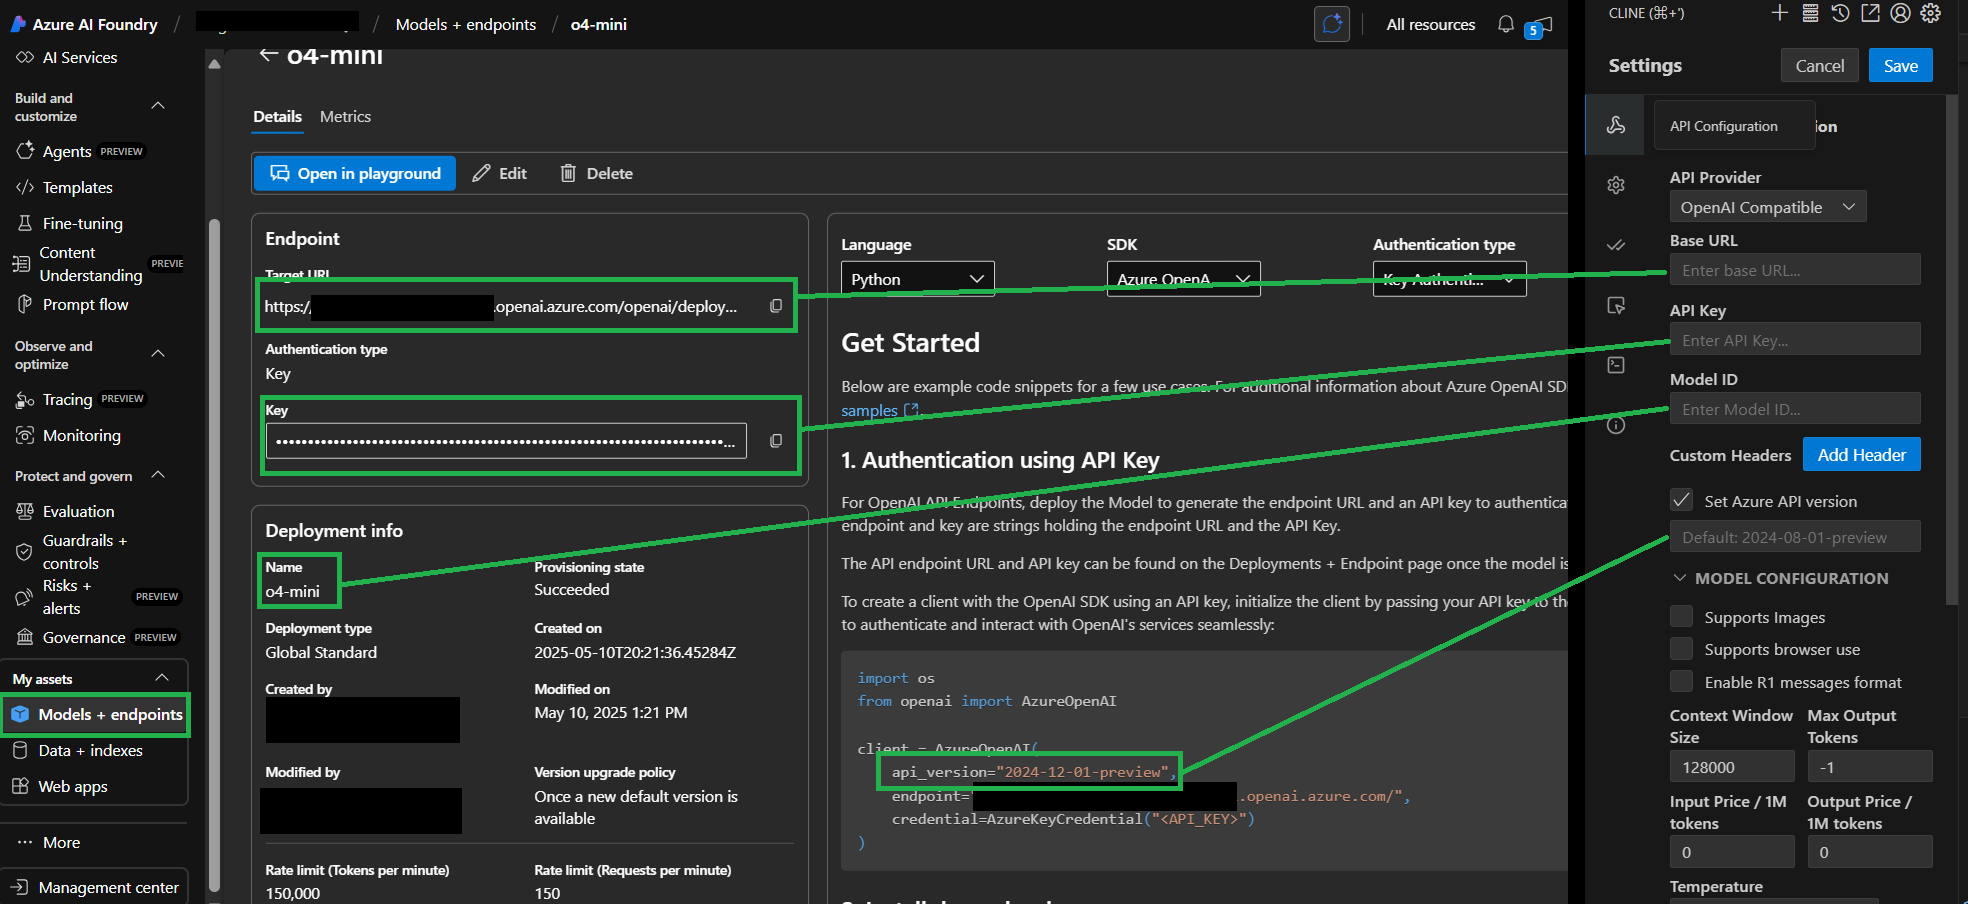 Azure AI Foundry / / Models + endpoints / o4-mini
All resources
5
AI Services
Build and
customize
Agents PREVIEW
Templates
Fine-tuning
Content
Understanding PREVIE
Prompt flow
Observe and
optimize
Tracing PREVIEW
Monitoring
Protect and govern
Evaluation
Guardrails +
controls
Risks +
alerts PREVIEW
Governance PREVIEW
My assets
Models + endpoints
Data + indexes
Web apps
More
Management center
o4-mini
Details Metrics
Open in playground Edit Delete
Endpoint
Target URL
https:/ .openai.azure.com/openai/deploy...
Authentication type
Key
Key
••••••••••••••••••••••••••••••••••••••••••••••••••••••••••••••••••••••...
Deployment info
Name
o4-mini
Provisioning state
Succeeded
Deployment type
Global Standard
Created on
2025-05-10T20:21:36.45284Z
Created by
Modified on
May 10, 2025 1:21 PM
Modified by
Version upgrade policy
Once a new default version is
available
Rate limit (Tokens per minute)
150,000
Rate limit (Requests per minute)
150
Language
Python
SDK
Azure OpenA...
Authentication type
Key Authenti...
Get Started
Below are example code snippets for a few use cases. For additional information about Azure OpenAI SD
samples
1. Authentication using API Key
For OpenAI API Endpoints, deploy the Model to generate the endpoint URL and an API key to authentica
endpoint and key are strings holding the endpoint URL and the API Key.
The API endpoint URL and API key can be found on the Deployments + Endpoint page once the model is
To create a client with the OpenAI SDK using an API key, initialize the client by passing your API key to the
to authenticate and interact with OpenAI's services seamlessly:
import os
from openai import AzureOpenAI
client = AzureOpenAI(
api_version="2024-12-01-preview",
endpoint=" .openai.azure.com/",
credential=AzureKeyCredential("<API_KEY>")
)
CLINE (⌘+')
Settings
Cancel
Save
API Configuration
ion
API Provider
OpenAI Compatible
Base URL
Enter base URL...
API Key
Enter API Key...
Model ID
Enter Model ID...
Custom Headers
Add Header
Set Azure API version
Default: 2024-08-01-preview
MODEL CONFIGURATION
Supports Images
Supports browser use
Enable R1 messages format
Context Window
Size
128000
Max Output
Tokens
-1
Input Price / 1M
tokens
0
Output Price /
1M tokens
0
Temperature